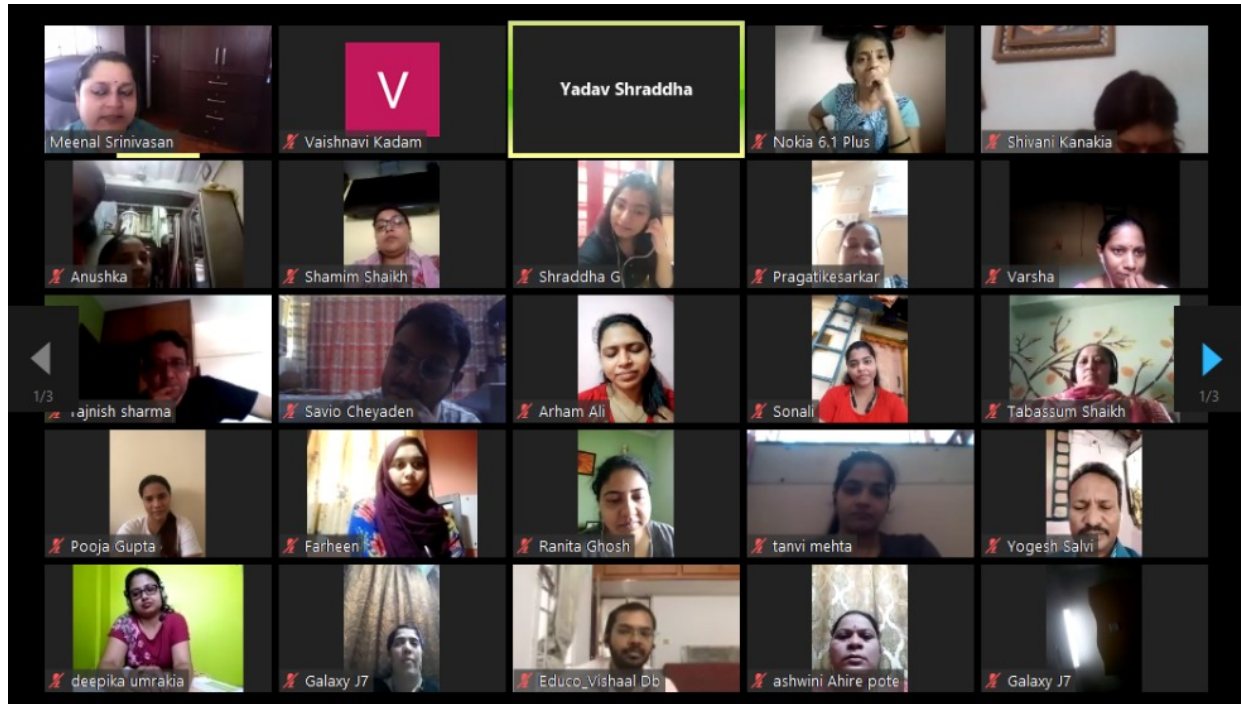 Meenal Srinivasan
V
Vaishnavi Kadam
Yadav Shraddha
Nokia 6.1 Plus
Shivani Kanakia
Anushka
Shamim Shaikh
Shraddha G
Pragatikesarkar
Varsha
1/3
rajnish sharma
Savio Cheyaden
Arham Ali
Sonali
Tabassum Shaikh
1/3
Pooja Gupta
Farheen
Ranita Ghosh
tanvi mehta
Yogesh Salvi
deepika umrakia
Galaxy J7
Educo_Vishaal Db
ashwini Ahire pote
Galaxy J7